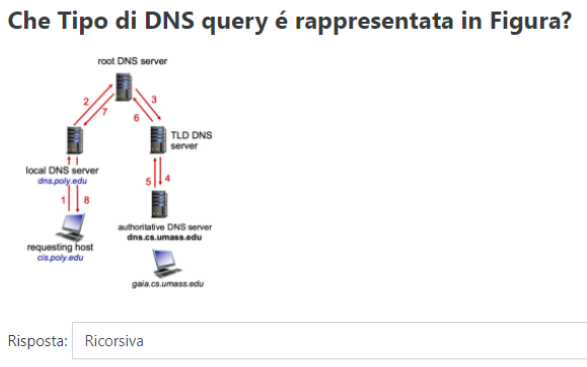 Che Tipo di DNS query é rappresentata in Figura?
root DNS server
2
3
7
6
TLD DNS
server
local DNS server
dns.poly.edu
5
4
1
8
authoritative DNS server
dns.cs.umass.edu
requesting host
cis.poly.edu
gaia.cs.umass.edu
Risposta: Ricorsiva